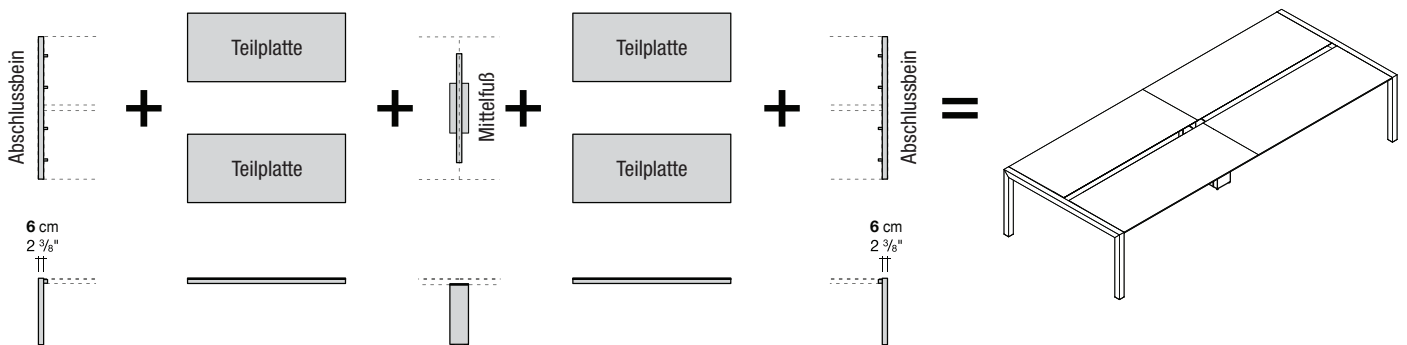 Abschlussbein
+
Teilplatte
Teilplatte
+
Mittelfuß
+
Teilplatte
Teilplatte
+
Abschlussbein
=
6 cm
2 3/8"
6 cm
2 3/8"